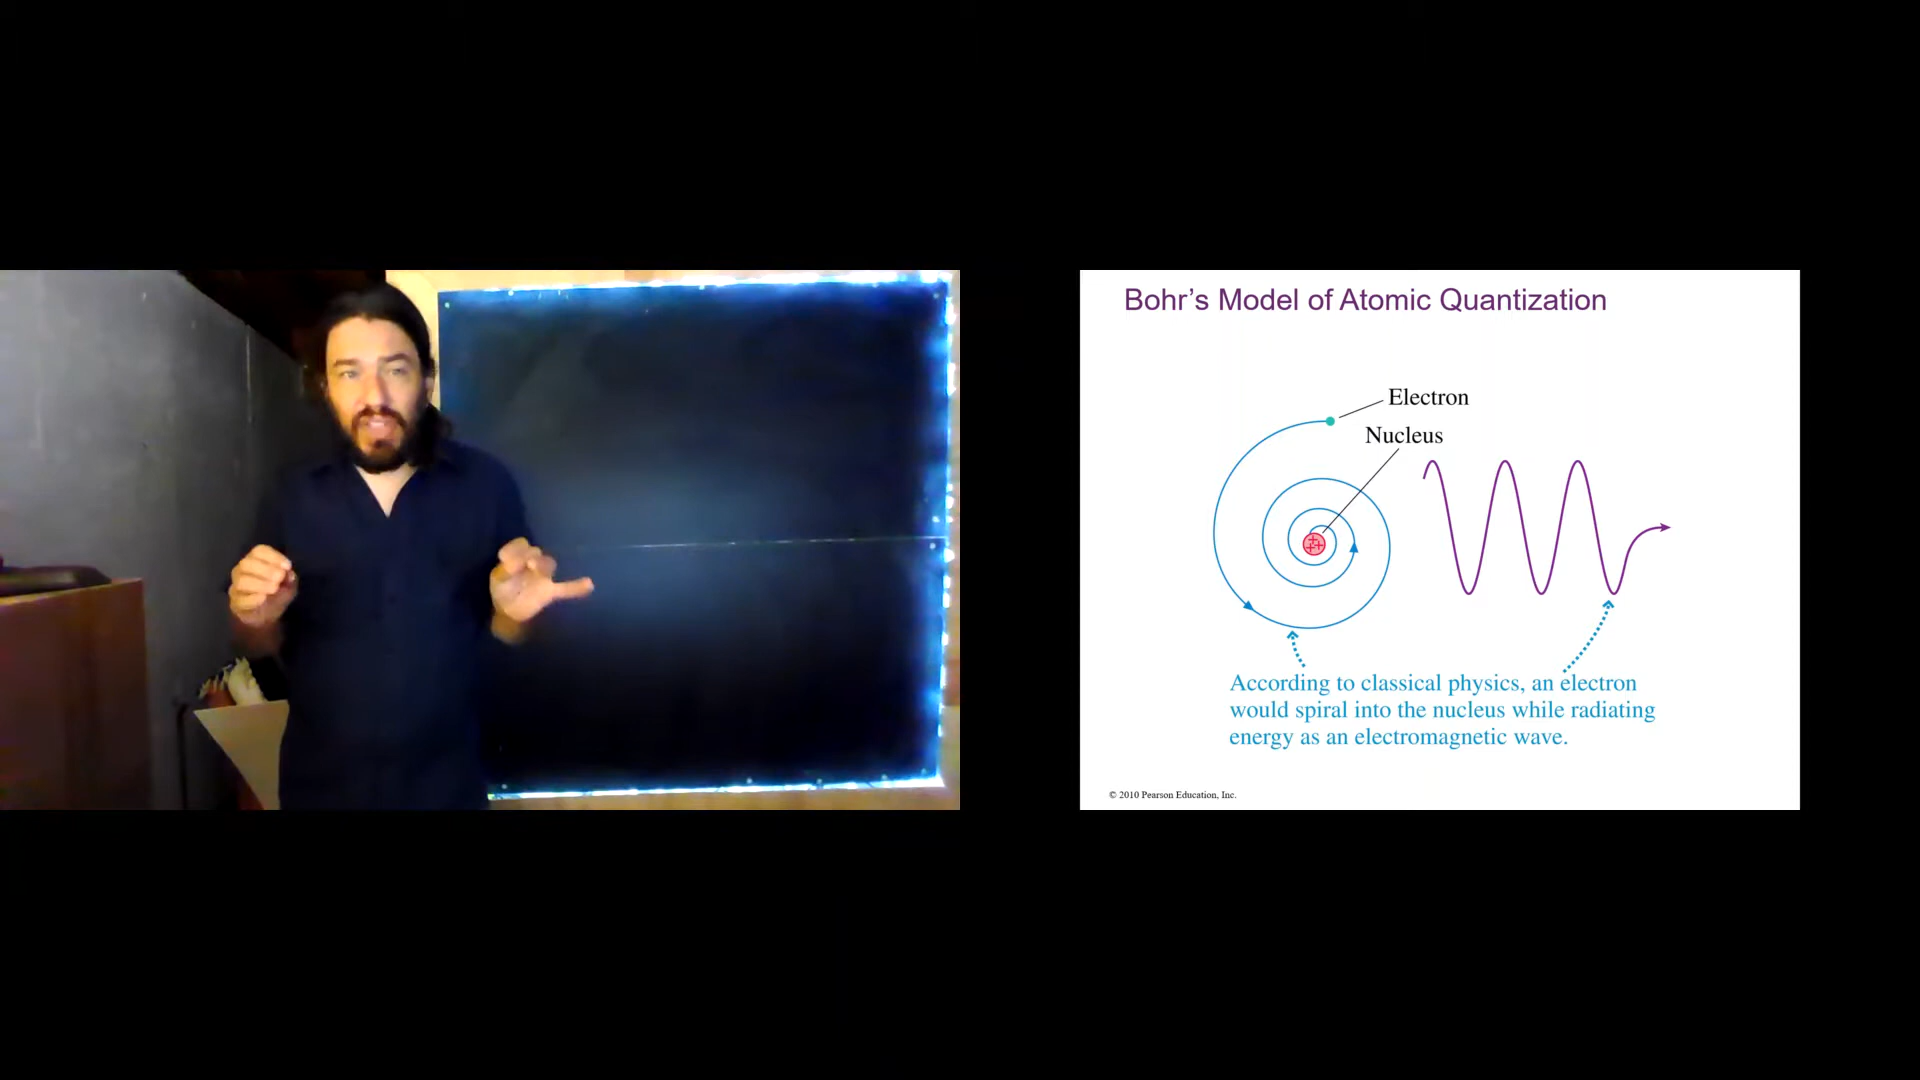 Bohr’s Model of Atomic Quantization
Electron
Nucleus
According to classical physics, an electron
would spiral into the nucleus while radiating
energy as an electromagnetic wave.
© 2010 Pearson Education, Inc.